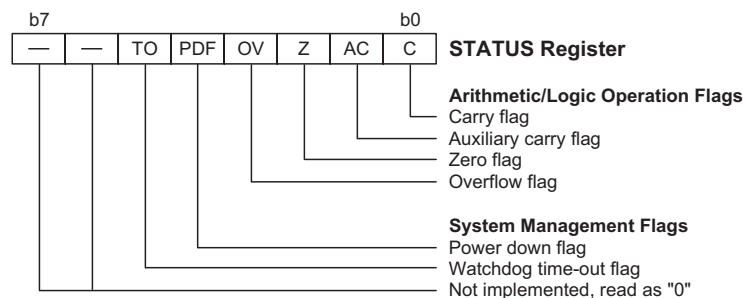 b7 b0
— — TO PDF OV Z AC C STATUS Register
Arithmetic/Logic Operation Flags
Carry flag
Auxiliary carry flag
Zero flag
Overflow flag
System Management Flags
Power down flag
Watchdog time-out flag
Not implemented, read as "0"